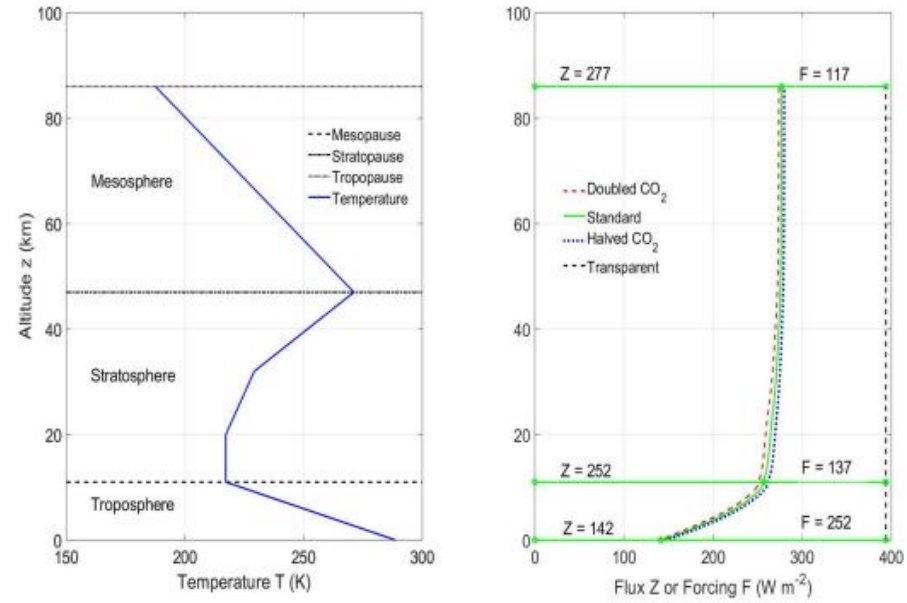 100
80
60
40
20
0
Altitude z (km)
150
200
250
300
Temperature T (K)
Mesosphere
Stratosphere
Troposphere
Mesopause
Stratopause
Tropopause
Temperature
100
80
60
40
20
0
0
100
200
300
400
Flux Z or Forcing F (W m-2)
Z = 277
F = 117
Doubled CO2
Standard
Halved CO2
Transparent
Z = 252
F = 137
Z = 142
F = 252